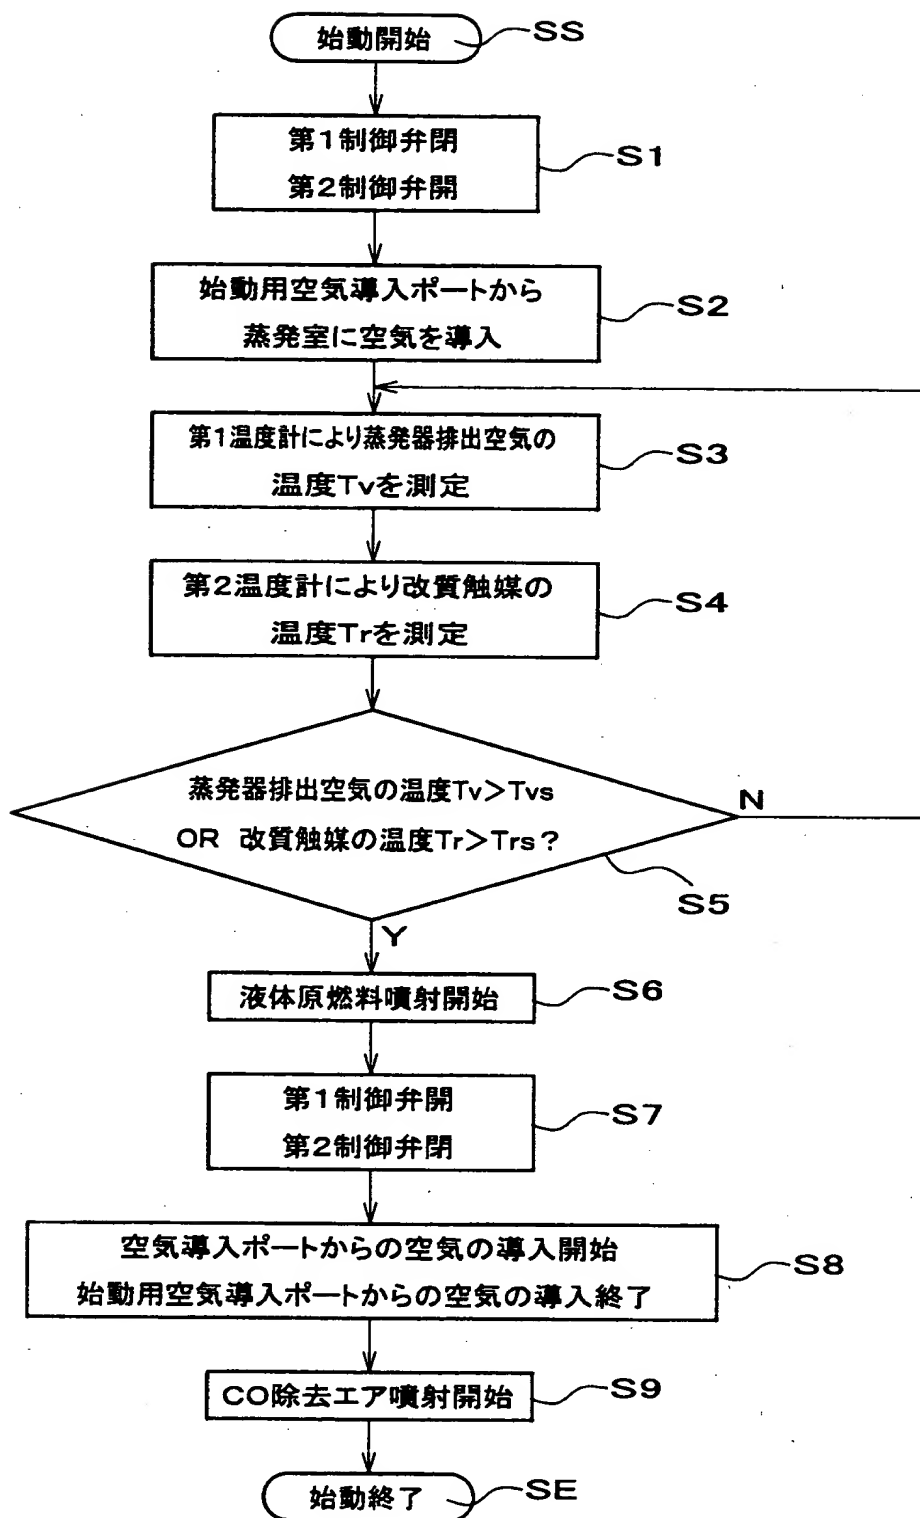 始動開始 SS
第1制御弁閉
第2制御弁開
S1
始動用空気導入ポートから
蒸発室に空気を導入
S2
第1温度計により蒸発器排出空気の
温度Tvを測定
S3
第2温度計により改質触媒の
温度Trを測定
S4
蒸発器排出空気の温度Tv>Tvs
OR 改質触媒の温度Tr>Trs?
N
S5
Y
液体原燃料噴射開始 S6
第1制御弁開
第2制御弁閉
S7
空気導入ポートからの空気の導入開始
始動用空気導入ポートからの空気の導入終了
S8
CO除去エア噴射開始 S9
始動終了 SE